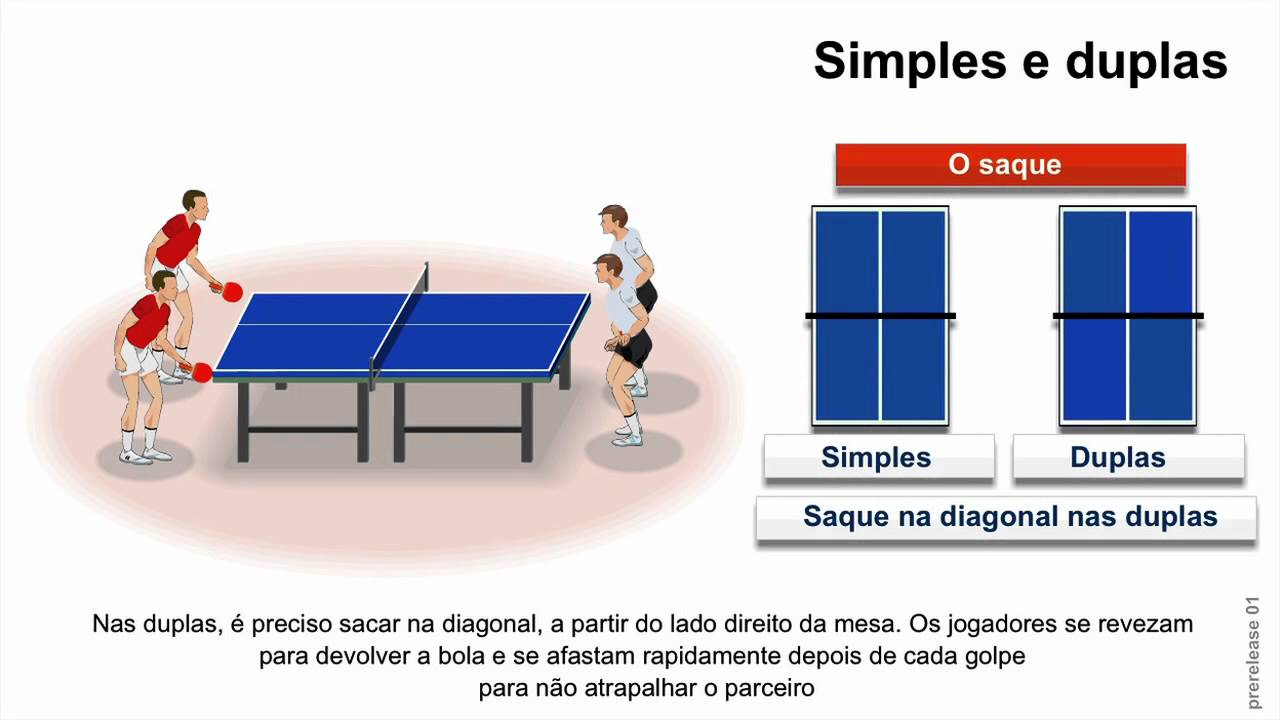 Simples e duplas
O saque
Simples
Duplas
Saque na diagonal nas duplas
Nas duplas, é preciso sacar na diagonal, a partir do lado direito da mesa. Os jogadores se revezam
para devolver a bola e se afastam rapidamente depois de cada golpe
para não atrapalhar o parceiro
prerelease 01